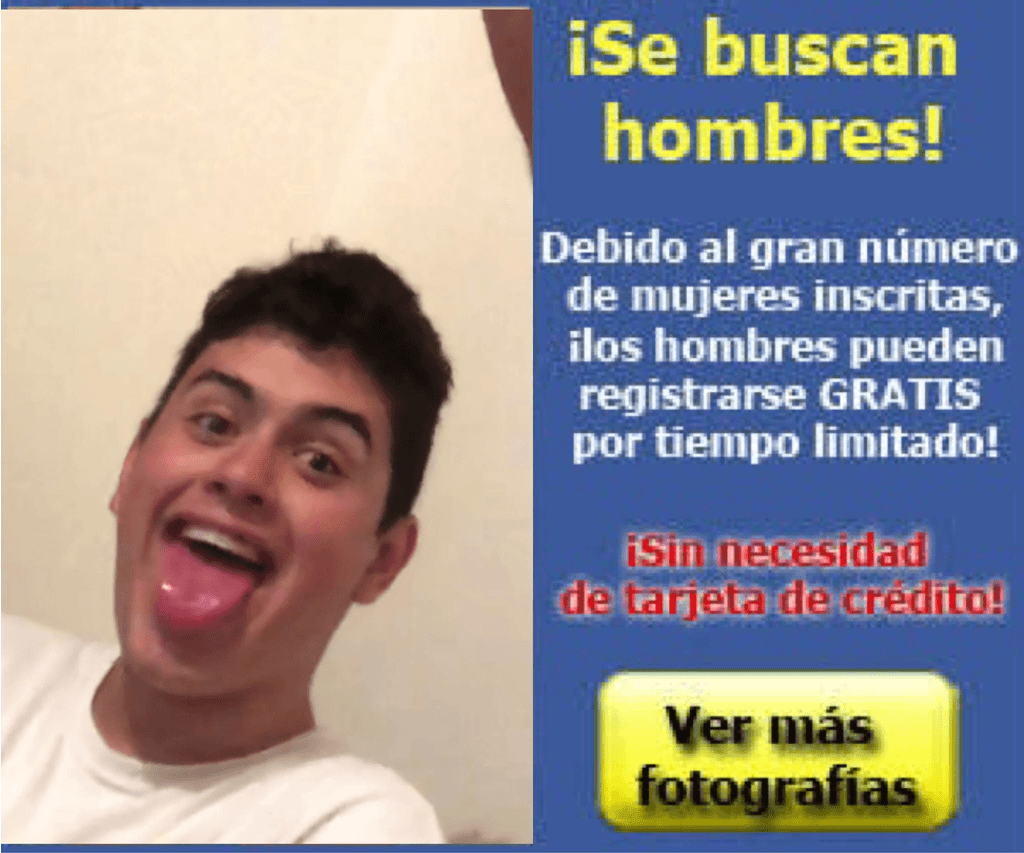 ¡Se buscan
hombres!
Debido al gran número
de mujeres inscritas,
¡los hombres pueden
registrarse GRATIS
por tiempo limitado!
¡Sin necesidad
de tarjeta de crédito!
Ver más
fotografías